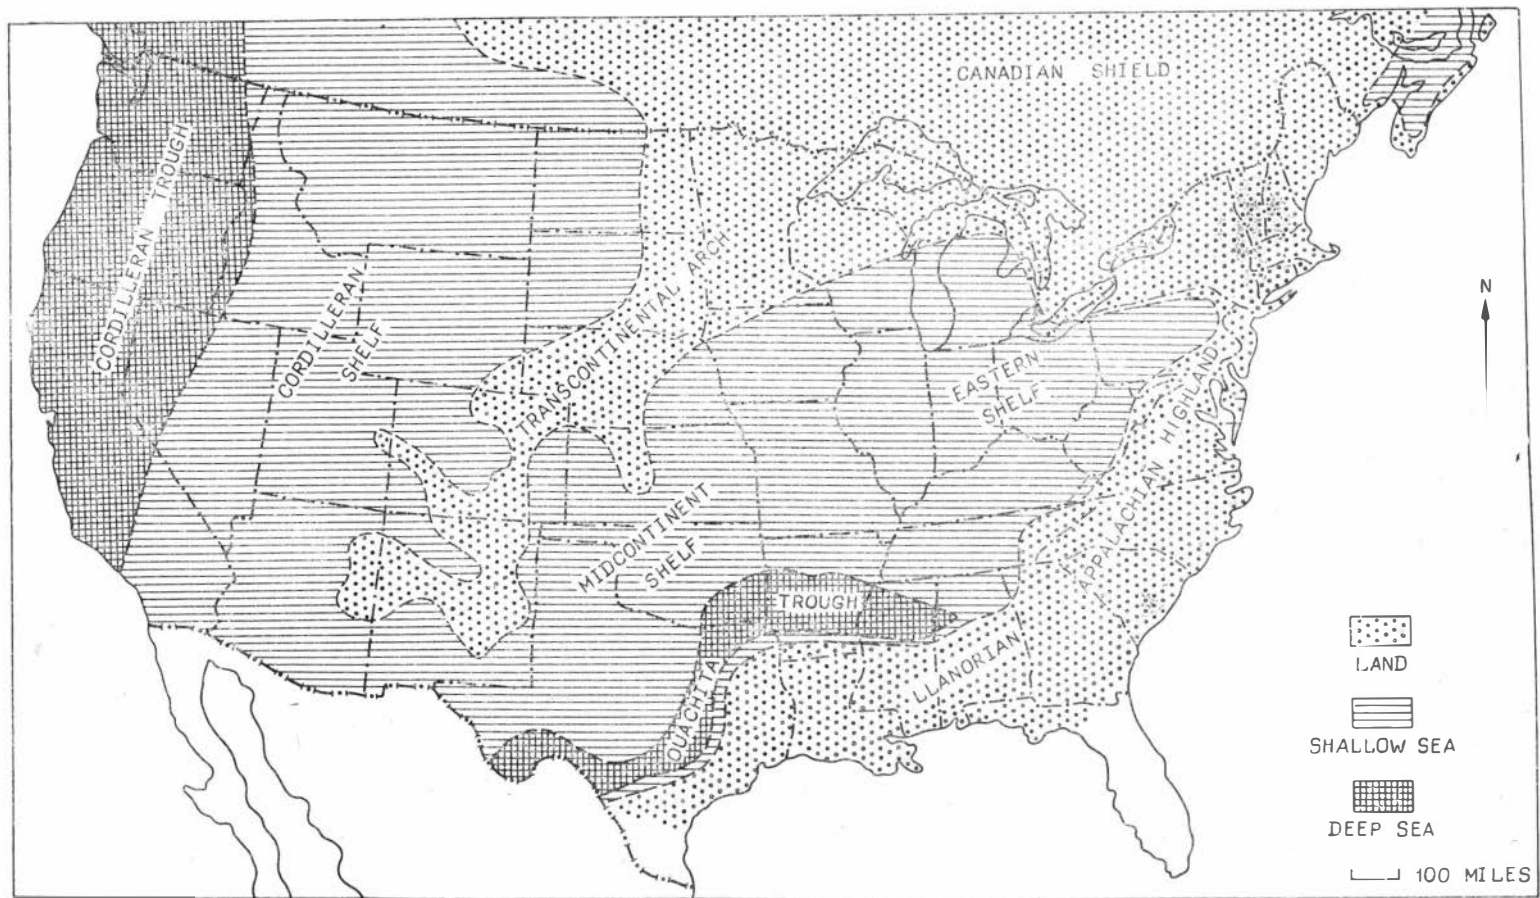 CANADIAN SHIELD
CORDILLERAN TROUGH
CORDILLERAN
SHELF
TRANSCONTINENTAL ARCH
EASTERN
SHELF
MIDCONTINENT
SHELF
APPALACHIAN HIGHLAND
LLANORIAN
OUACHITA
TROUGH
N
LAND
SHALLOW SEA
DEEP SEA
100 MILES